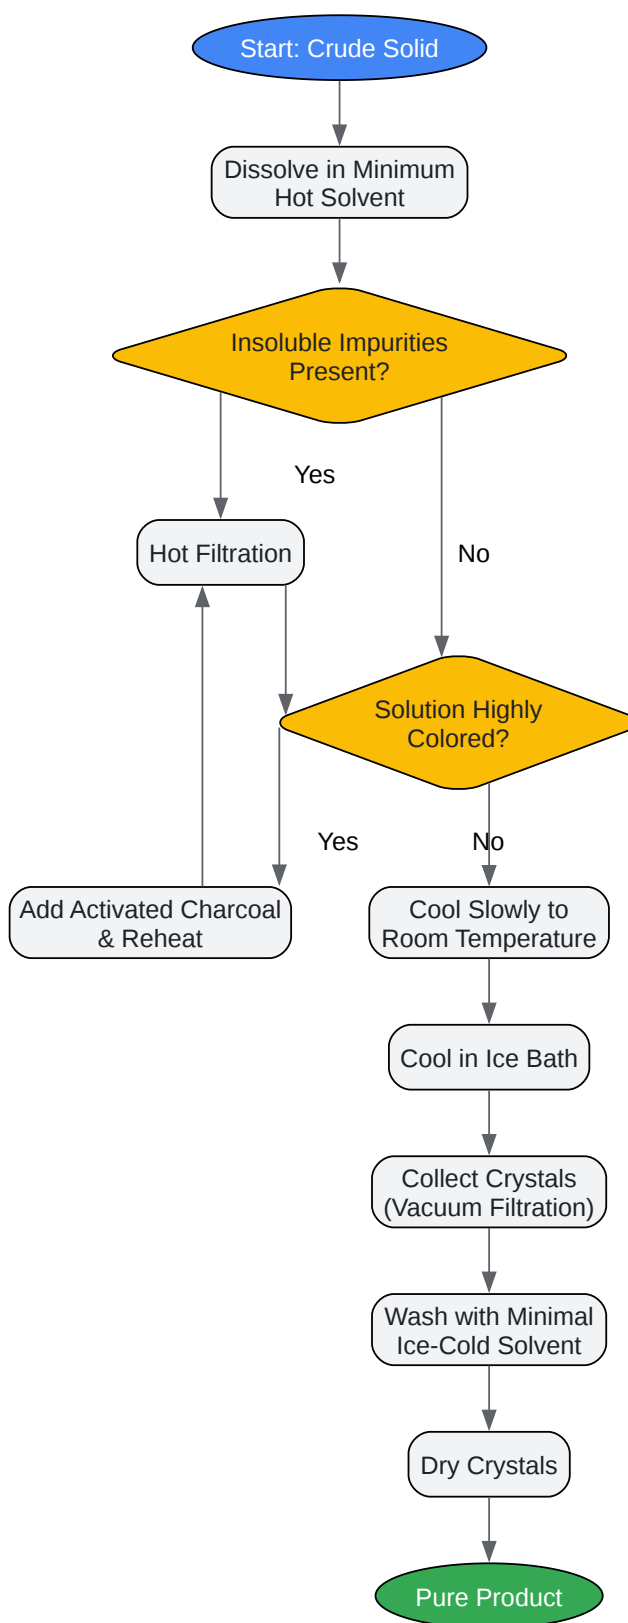 Start: Crude Solid
Dissolve in Minimum
Hot Solvent
Insoluble Impurities
Present?
Yes
Hot Filtration
No
Solution Highly
Colored?
Yes
No
Add Activated Charcoal
& Reheat
Cool Slowly to
Room Temperature
Cool in Ice Bath
Collect Crystals
(Vacuum Filtration)
Wash with Minimal
Ice-Cold Solvent
Dry Crystals
Pure Product